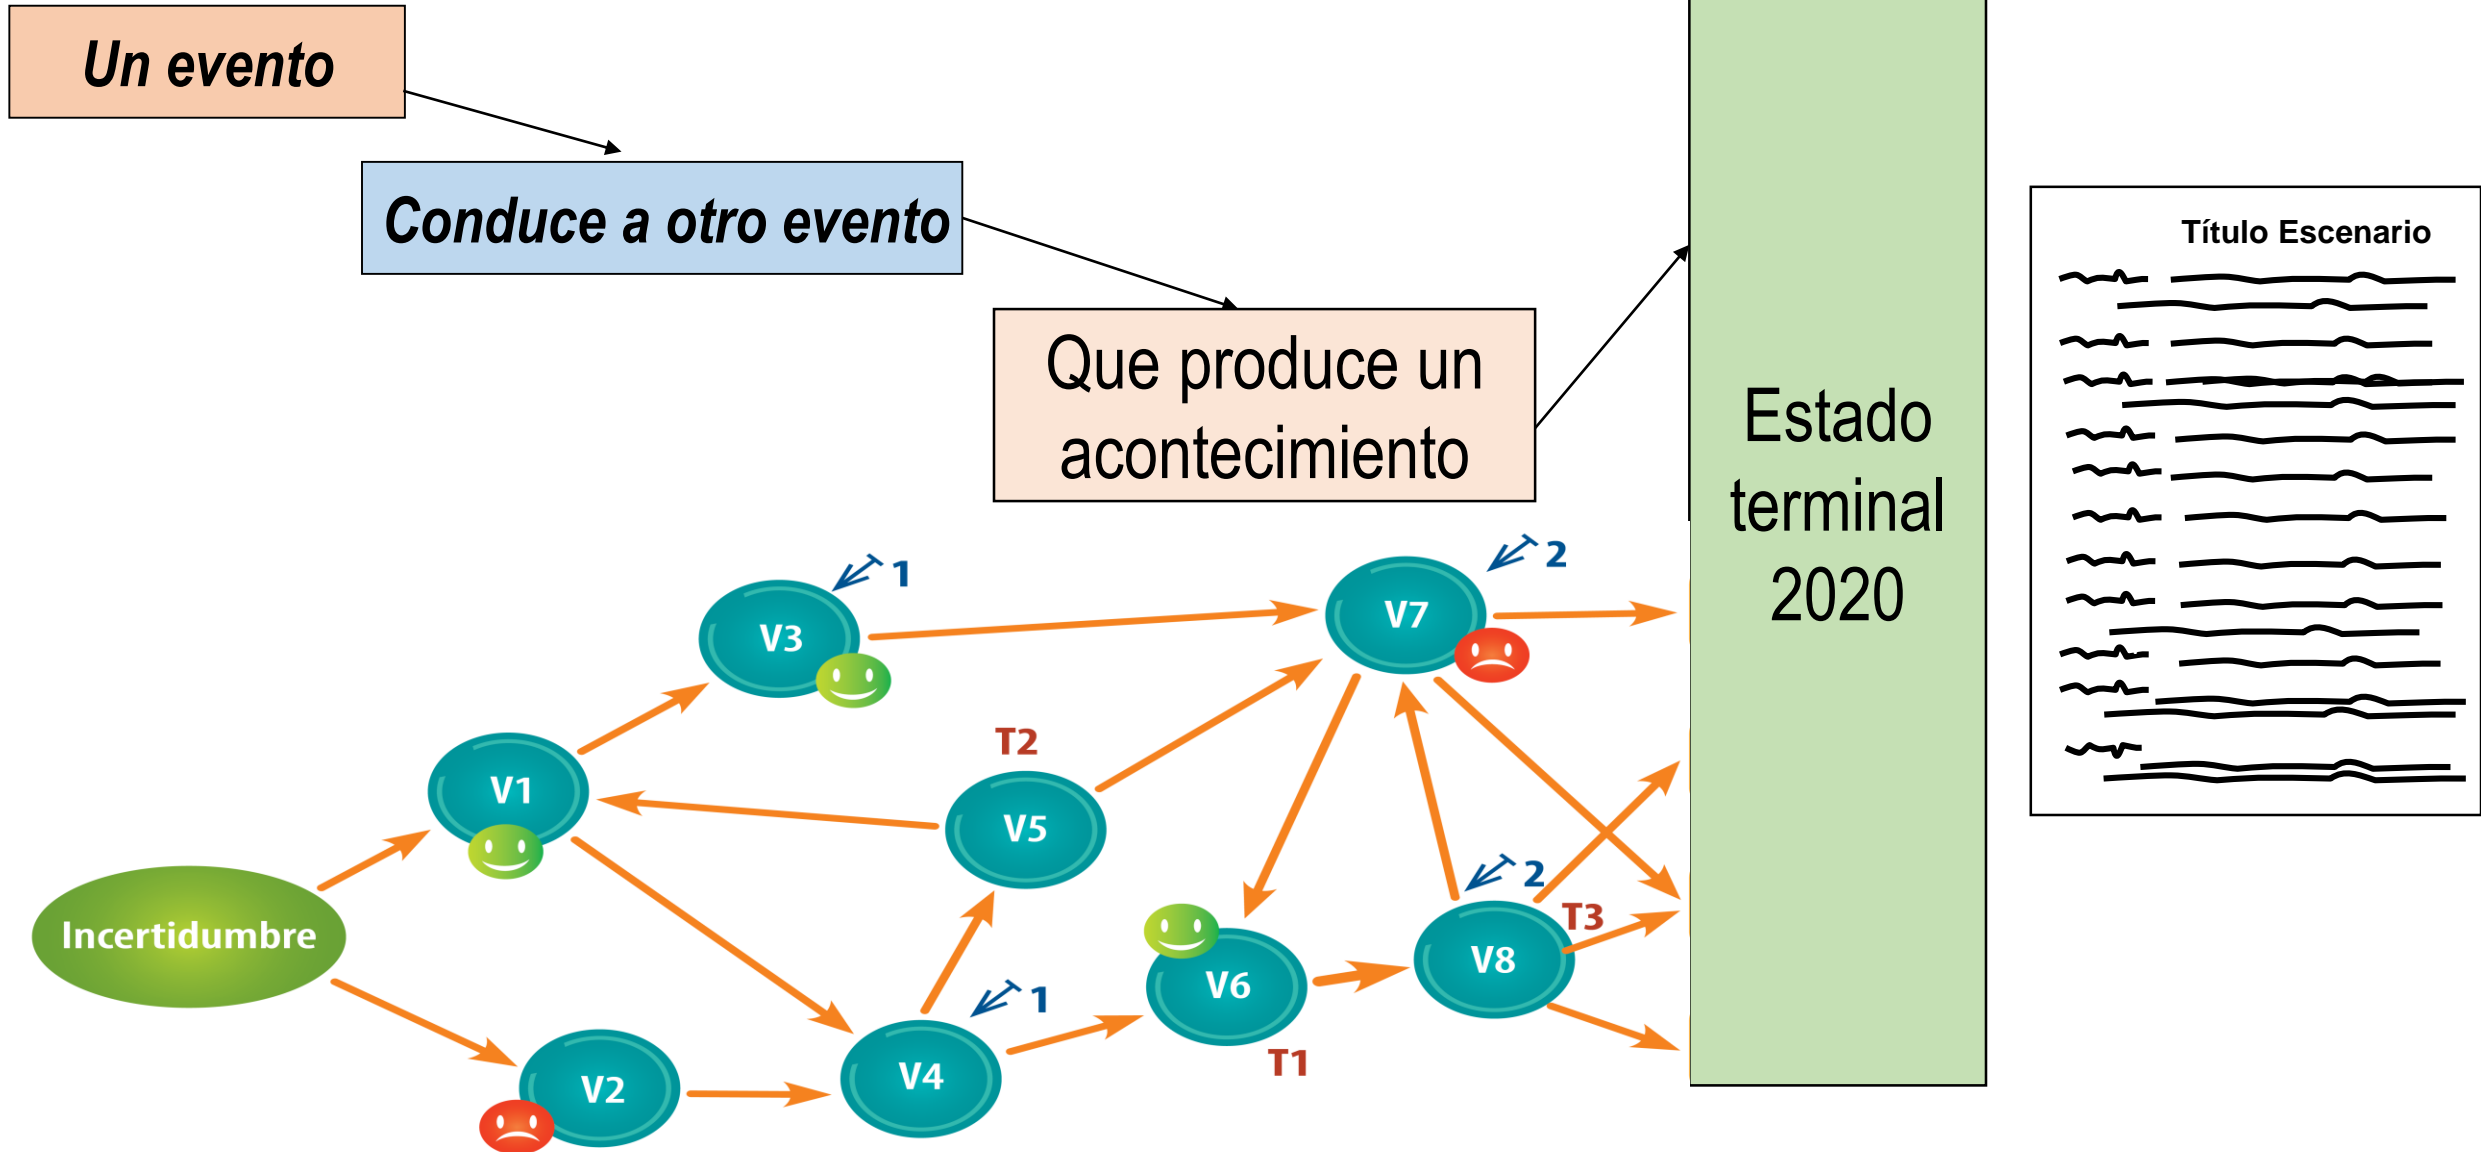 Un evento
Conduce a otro evento
Que produce un
acontecimiento
Estado
terminal
2020
Título Escenario
1
2
V3
V7
T2
V1
V5
2
T3
Incertidumbre
V8
V6
1
V4
T1
V2